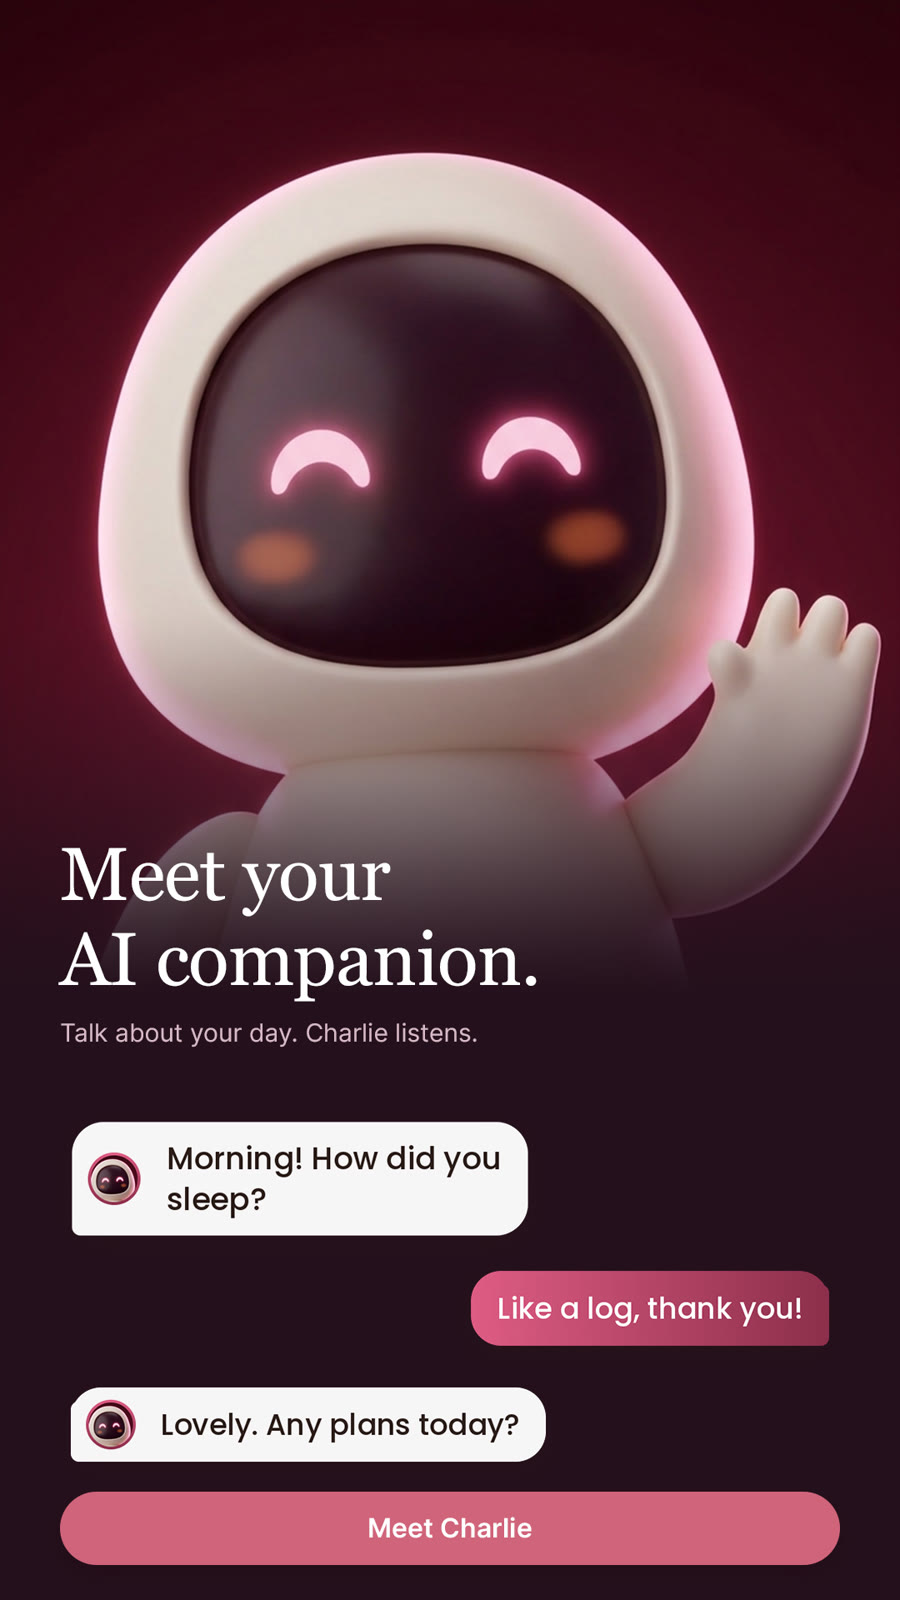 Meet your
AI companion.
Talk about your day. Charlie listens.
Morning! How did you
sleep?
Like a log, thank you!
Lovely. Any plans today?
Meet Charlie